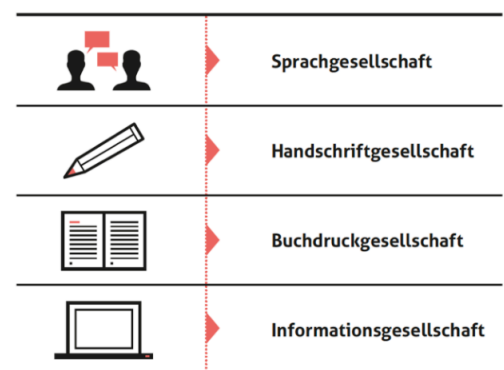 Sprachgesellschaft
Handschriftgesellschaft
Buchdruckgesellschaft
Informationsgesellschaft